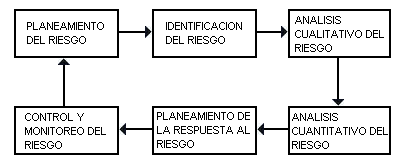 PLANEAMIENTO
DEL RIESGO
IDENTIFICACION
DEL RIESGO
ANALISIS
CUALITATIVO DEL
RIESGO
ANALISIS
CUANTITATIVO DEL
RIESGO
PLANEAMIENTO DE
LA RESPUESTA AL
RIESGO
CONTROL Y
MONITOREO DEL
RIESGO